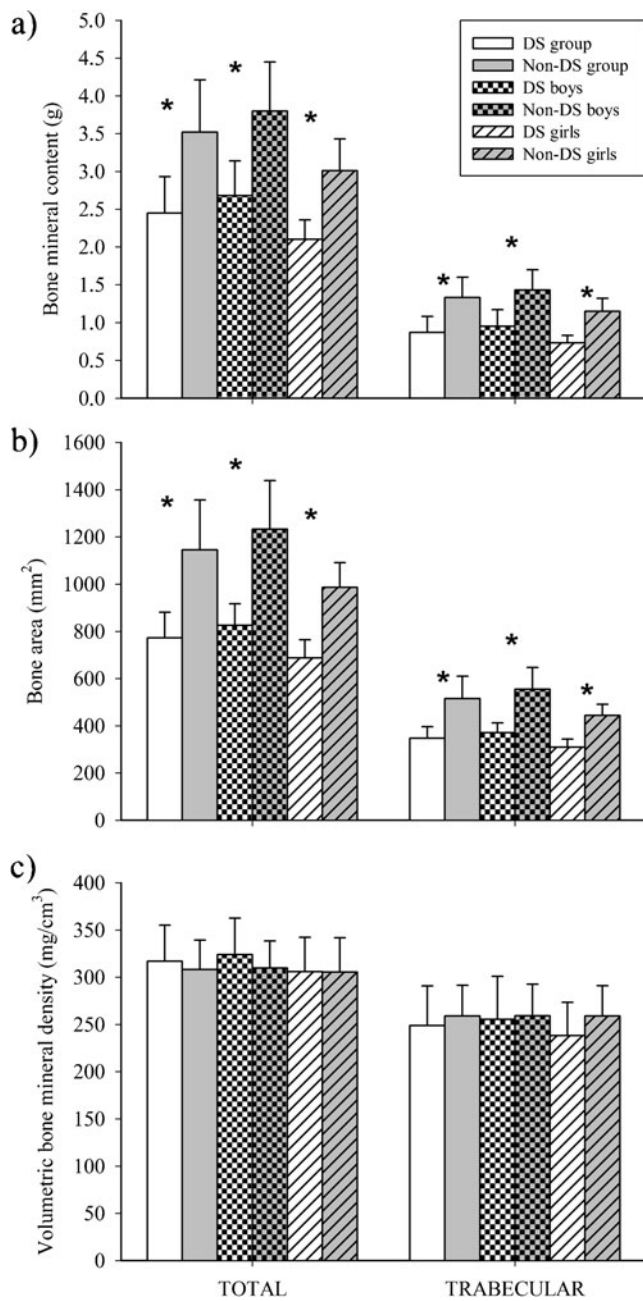 a)
Bone mineral content (g)
5.0
4.5
4.0
3.5
3.0
2.5
2.0
1.5
1.0
0.5
0.0
* * *
* * *
DS group
Non-DS group
DS boys
Non-DS boys
DS girls
Non-DS girls
b)
Bone area (mm²)
1600
1400
1200
1000
800
600
400
200
0
* * *
* * *
c)
Volumetric bone mineral density (mg/cm³)
400
350
300
250
200
150
100
50
0
TOTAL
TRABECULAR